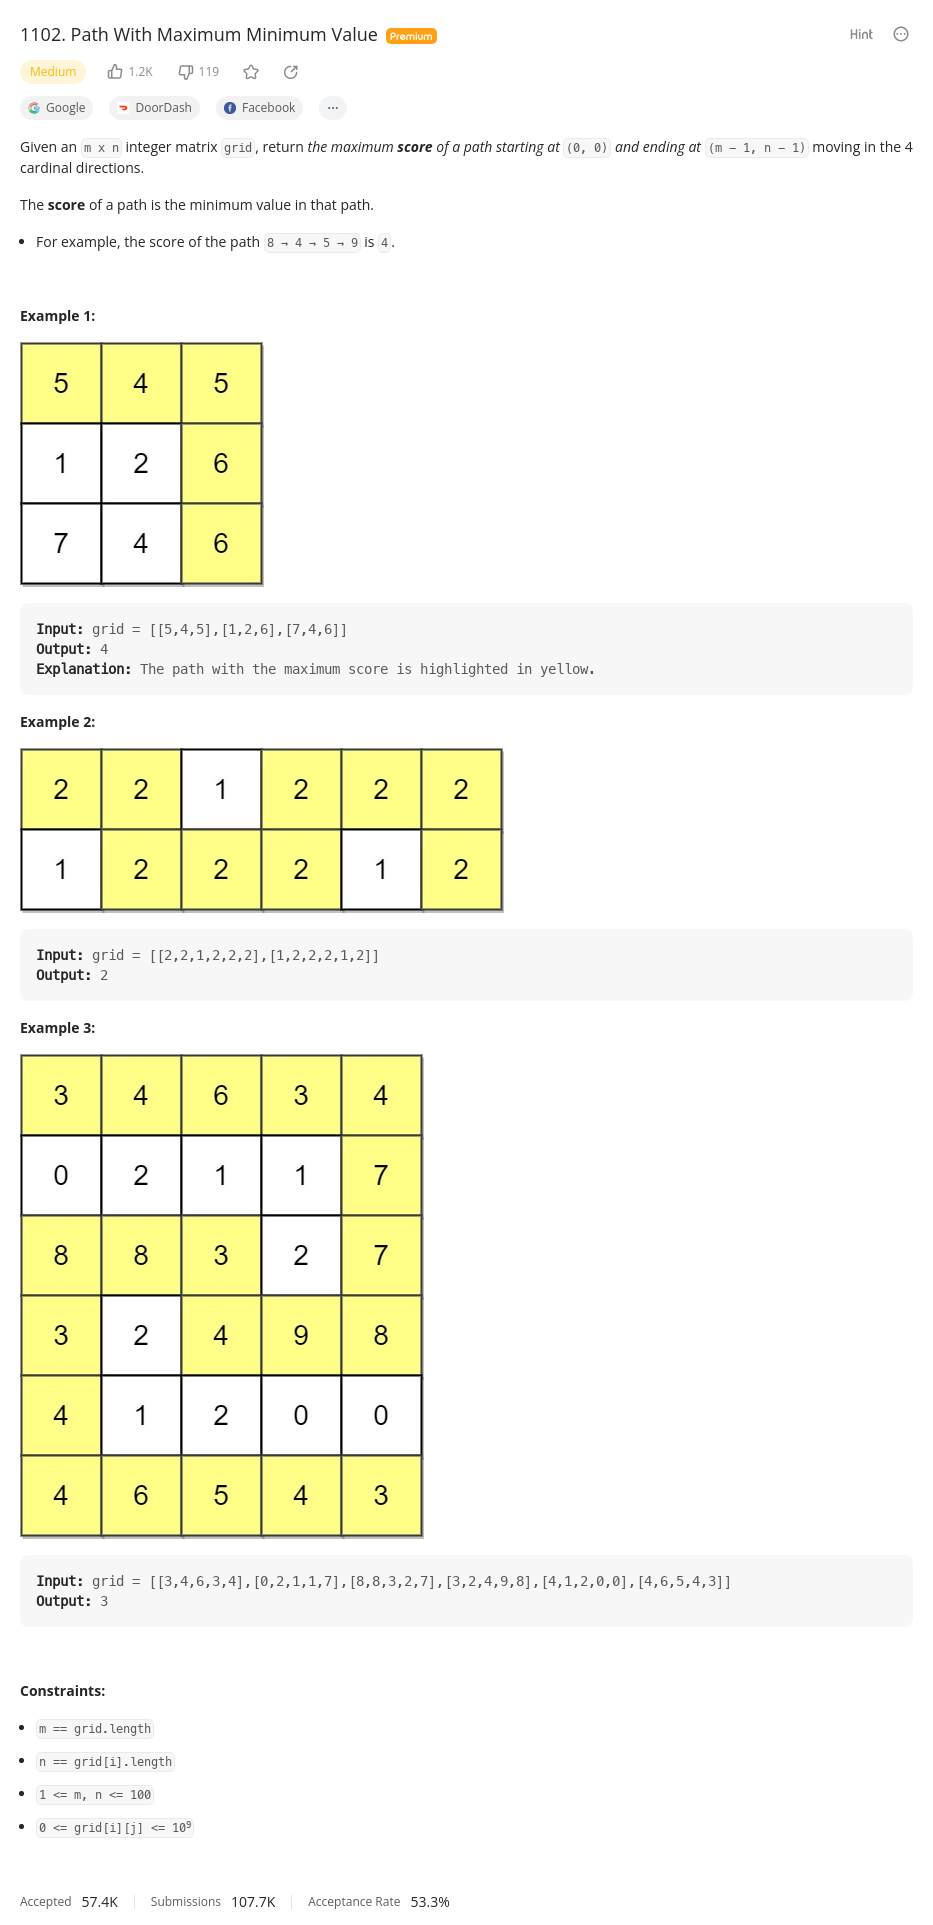 1102. Path With Maximum Minimum Value Premium Hint
Medium 1.2K 119
Google DoorDash Facebook ...
Given an m x n integer matrix grid, return the maximum score of a path starting at (0, 0) and ending at (m − 1, n − 1) moving in the 4
cardinal directions.
The score of a path is the minimum value in that path.
• For example, the score of the path 8 → 4 → 5 → 9 is 4.
Example 1:
5 4 5
1 2 6
7 4 6
Input: grid = [[5,4,5],[1,2,6],[7,4,6]]
Output: 4
Explanation: The path with the maximum score is highlighted in yellow.
Example 2:
2 2 1 2 2 2
1 2 2 2 1 2
Input: grid = [[2,2,1,2,2,2],[1,2,2,2,1,2]]
Output: 2
Example 3:
3 4 6 3 4
0 2 1 1 7
8 8 3 2 7
3 2 4 9 8
4 1 2 0 0
4 6 5 4 3
Input: grid = [[3,4,6,3,4],[0,2,1,1,7],[8,8,3,2,7],[3,2,4,9,8],[4,1,2,0,0],[4,6,5,4,3]]
Output: 3
Constraints:
• m == grid.length
• n == grid[i].length
• 1 <= m, n <= 100
• 0 <= grid[i][j] <= 10⁹
Accepted 57.4K Submissions 107.7K Acceptance Rate 53.3%